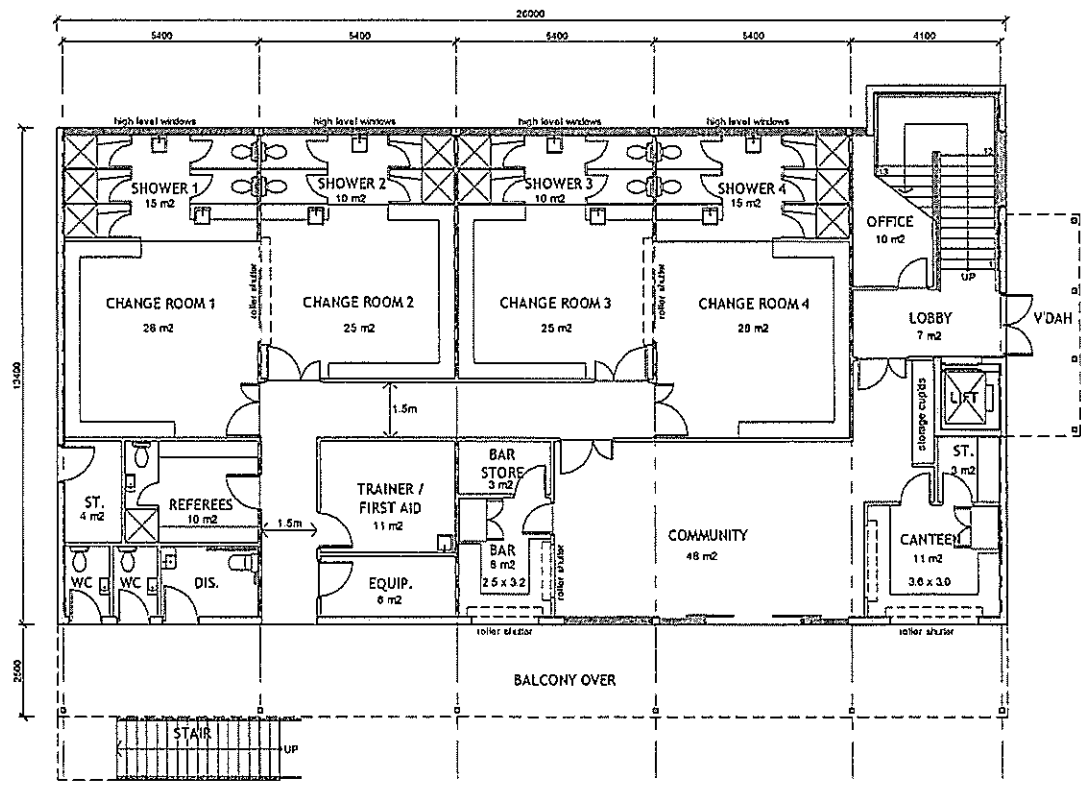 26000
5400
5400
5400
5400
4100
high level windows
high level windows
high level windows
high level windows
SHOWER 1
15 m2
SHOWER 2
10 m2
SHOWER 3
10 m2
SHOWER 4
15 m2
13
12
OFFICE
10 m2
1
UP
CHANGE ROOM 1
28 m2
roller shutter
CHANGE ROOM 2
25 m2
CHANGE ROOM 3
25 m2
roller shutter
CHANGE ROOM 4
28 m2
LOBBY
7 m2
V'DAH
13400
1.5m
storage cup'ds
LIFT
ST.
4 m2
REFEREES
10 m2
1.5m
TRAINER /
FIRST AID
11 m2
BAR
STORE
3 m2
ST.
3 m2
COMMUNITY
48 m2
BAR
8 m2
2.5 x 3.2
roller shutter
CANTEEN
11 m2
3.6 x 3.0
WC
WC
DIS.
EQUIP.
6 m2
roller shutter
roller shutter
2500
BALCONY OVER
STAIR
UP